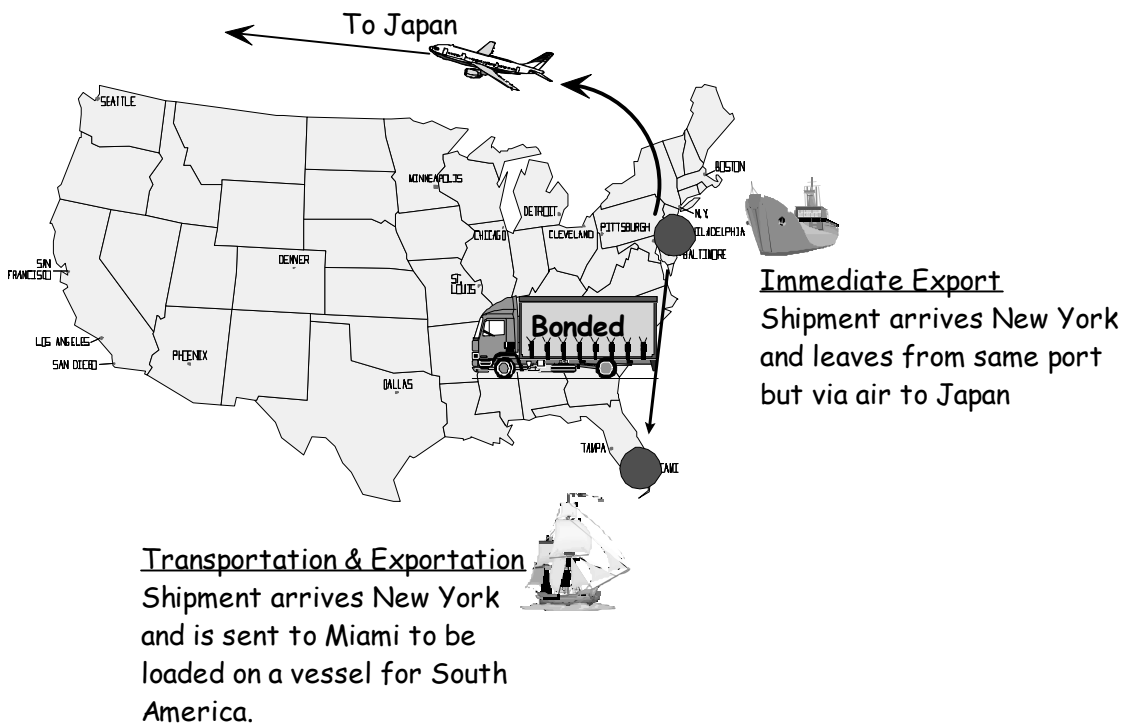 To Japan
SEATTLE
BOSTON
MINNEAPOLIS
DETROIT
N.Y.
CHICAGO
CLEVELAND
PITTSBURGH
BALTIMORE
SAN
FRANCISCO
DENVER
ST.
LOUIS
Immediate Export
Shipment arrives New York
and leaves from same port
but via air to Japan
Bonded
LOS ANGELES
SAN DIEGO
PHOENIX
DALLAS
TAMPA
Transportation & Exportation
Shipment arrives New York
and is sent to Miami to be
loaded on a vessel for South
America.